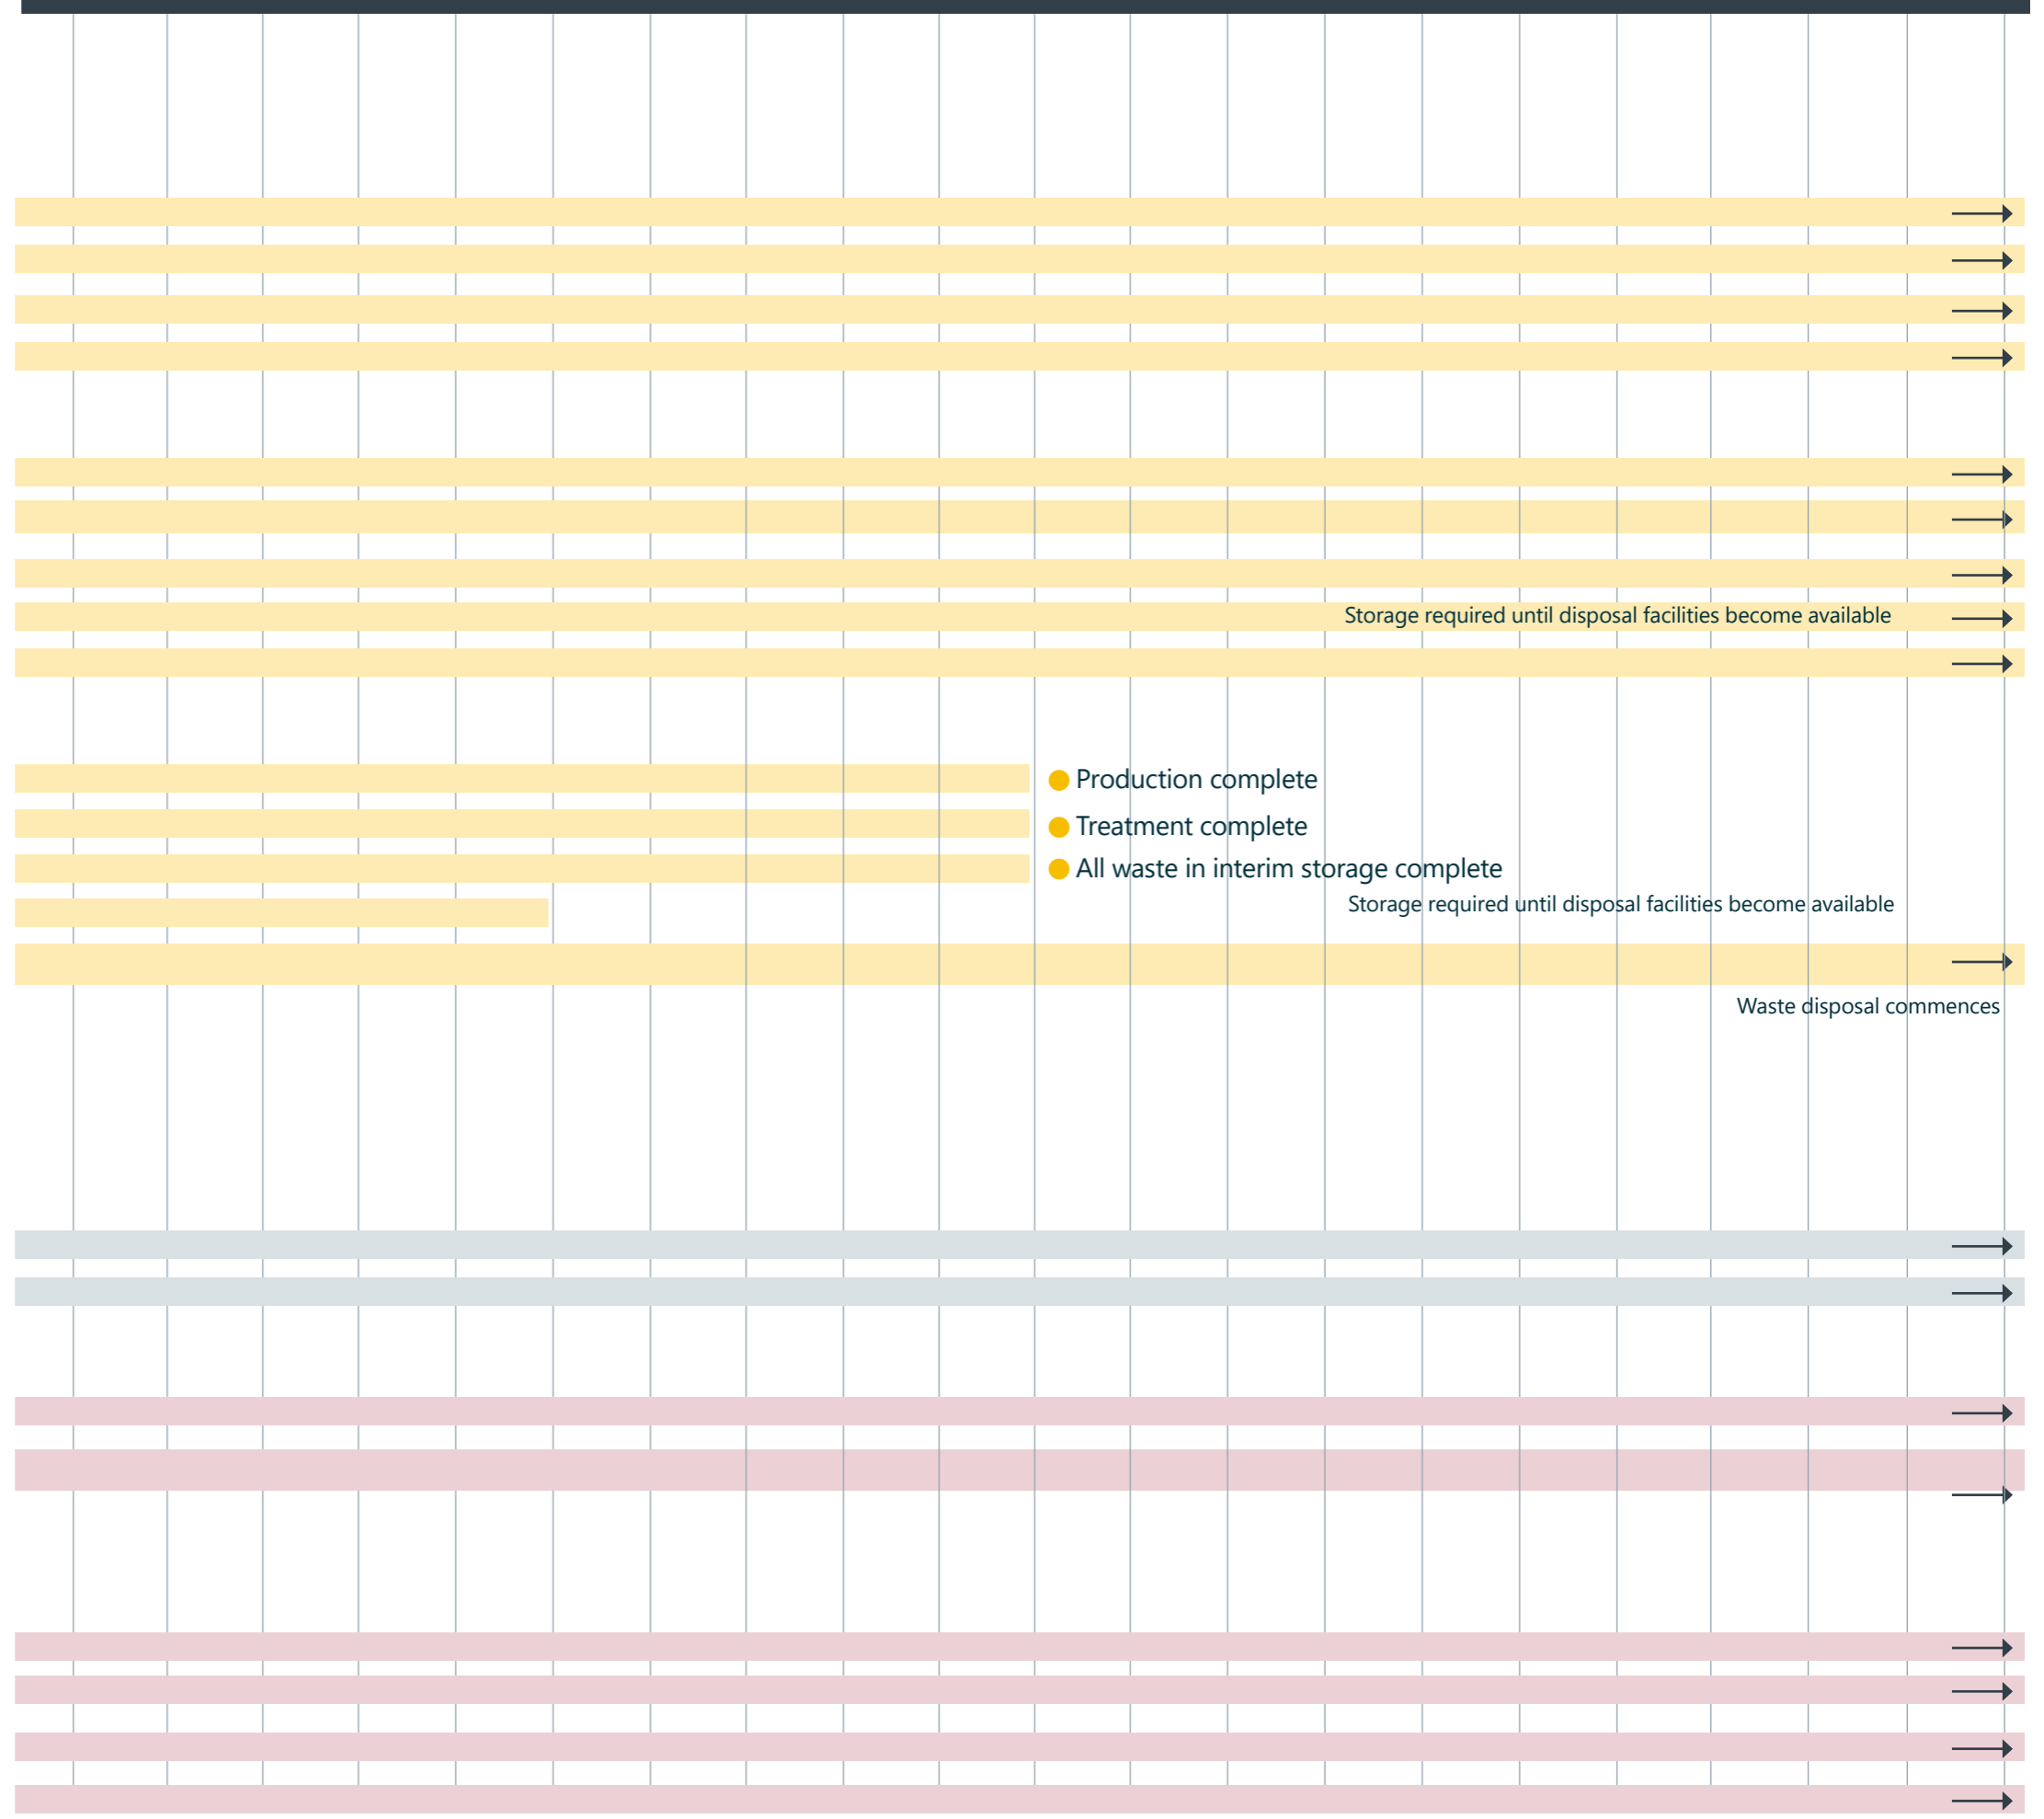 Storage required until disposal facilities become available
Production complete
Treatment complete
All waste in interim storage complete
Storage required until disposal facilities become available
Waste disposal commences